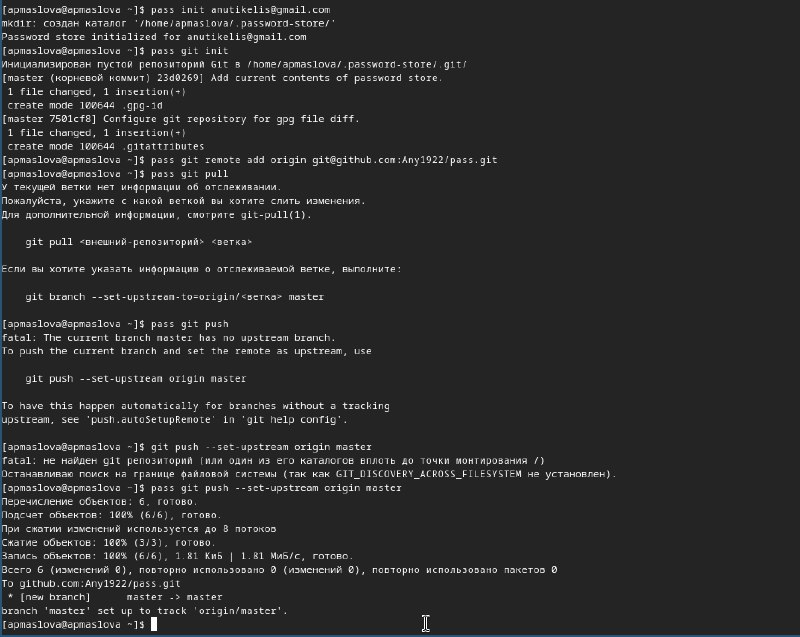 [apmaslova@apmaslova ~]$ pass init anutikelis@gmail.com
mkdir: создан каталог '/home/apmaslova/.password-store/'
Password store initialized for anutikelis@gmail.com
[apmaslova@apmaslova ~]$ pass git init
Инициализирован пустой репозиторий Git в /home/apmaslova/.password-store/.git/
[master (корневой коммит) 23d0269] Add current contents of password store.
 1 file changed, 1 insertion(+)
 create mode 100644 .gpg-id
[master 7501cf8] Configure git repository for gpg file diff.
 1 file changed, 1 insertion(+)
 create mode 100644 .gitattributes
[apmaslova@apmaslova ~]$ pass git remote add origin git@github.com:Any1922/pass.git
[apmaslova@apmaslova ~]$ pass git pull
У текущей ветки нет информации об отслеживании.
Пожалуйста, укажите с какой веткой вы хотите слить изменения.
Для дополнительной информации, смотрите git-pull(1).
    git pull <внешний-репозиторий> <ветка>
Если вы хотите указать информацию о отслеживаемой ветке, выполните:
    git branch --set-upstream-to=origin/<ветка> master
[apmaslova@apmaslova ~]$ pass git push
fatal: The current branch master has no upstream branch.
To push the current branch and set the remote as upstream, use
    git push --set-upstream origin master
To have this happen automatically for branches without a tracking
upstream, see 'push.autoSetupRemote' in 'git help config'.
[apmaslova@apmaslova ~]$ git push --set-upstream origin master
fatal: не найден git репозиторий (или один из его каталогов вплоть до точки монтирования /)
Останавливаю поиск на границе файловой системы (так как GIT_DISCOVERY_ACROSS_FILESYSTEM не установлен).
[apmaslova@apmaslova ~]$ pass git push --set-upstream origin master
Перечисление объектов: 6, готово.
Подсчет объектов: 100% (6/6), готово.
При сжатии изменений используется до 8 потоков
Сжатие объектов: 100% (3/3), готово.
Запись объектов: 100% (6/6), 1.81 КиБ | 1.81 МиБ/с, готово.
Всего 6 (изменений 0), повторно использовано 0 (изменений 0), повторно использовано пакетов 0
To github.com:Any1922/pass.git
 * [new branch]      master -> master
branch 'master' set up to track 'origin/master'.
[apmaslova@apmaslova ~]$